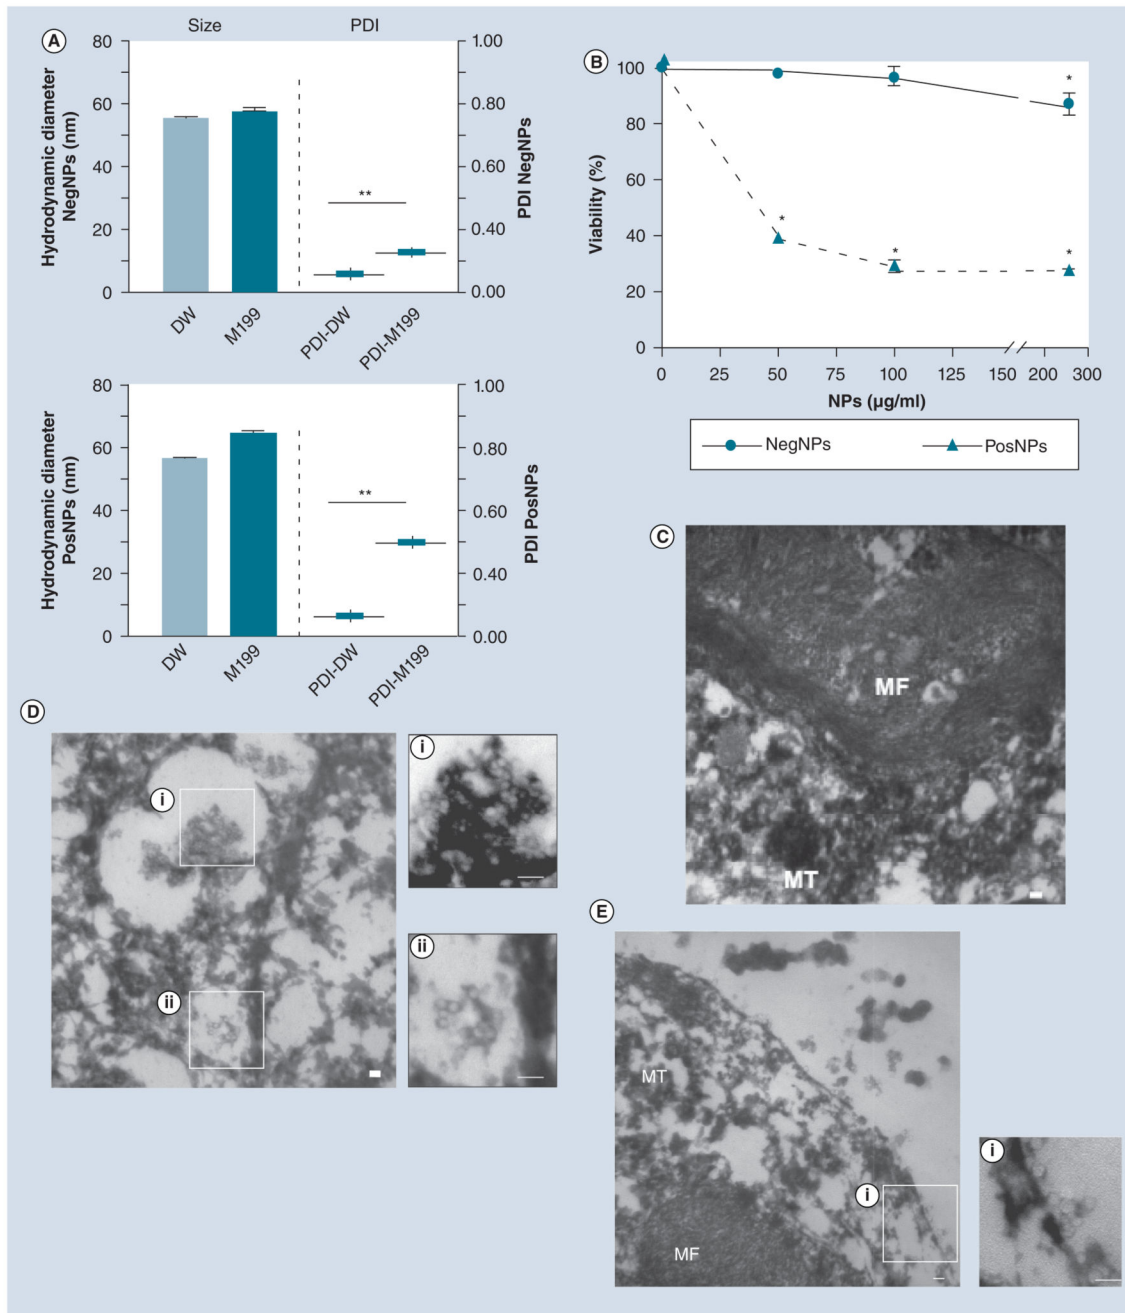 A
Size
PDI
Hydrodynamic diameter
NegNPs (nm)
80
60
40
20
0
1.00
0.80
0.60
0.40
0.00
PDI NegNPs
**
DW
M199
PDI-DW
PDI-M199
Hydrodynamic diameter
PosNPs (nm)
80
60
40
20
0
1.00
0.80
0.60
0.40
0.00
PDI PosNPs
**
DW
M199
PDI-DW
PDI-M199
B
Viability (%)
100
80
60
40
20
0
*
*
*
*
0 25 50 75 100 125 150 200 300
NPs (µg/ml)
NegNPs PosNPs
C
MF
MT
D
i
ii
i
ii
E
MT
MF
i
i